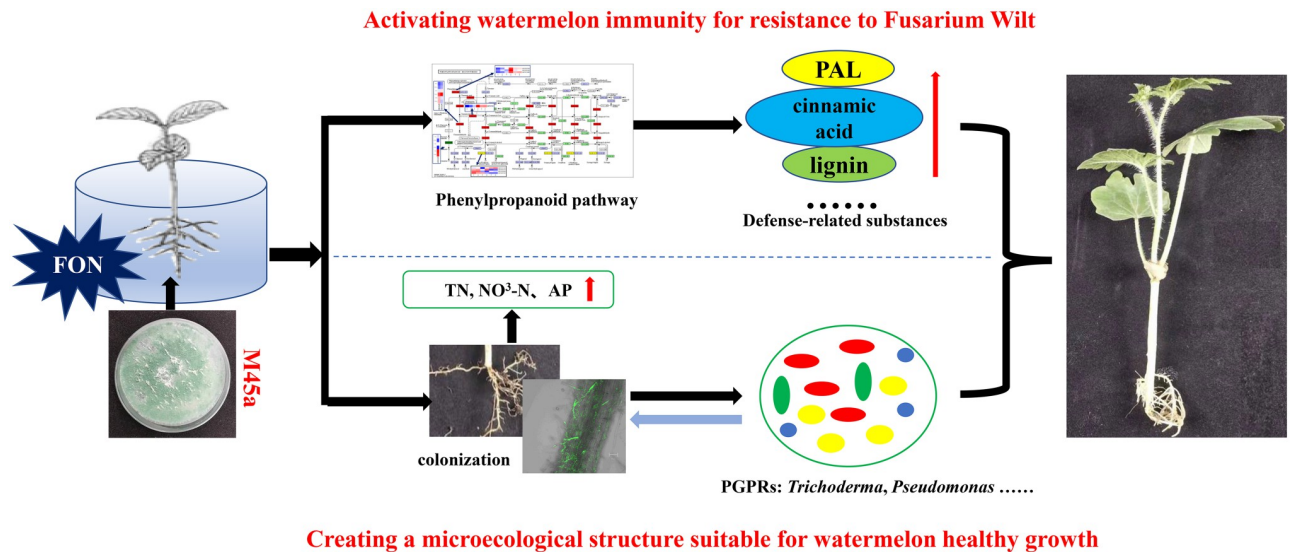 Activating watermelon immunity for resistance to Fusarium Wilt
PAL
cinnamic
acid
lignin
......
Phenylpropanoid pathway
Defense-related substances
FON
TN, NO³-N、AP
M45a
colonization
PGPRs: Trichoderma, Pseudomonas ......
Creating a microecological structure suitable for watermelon healthy growth